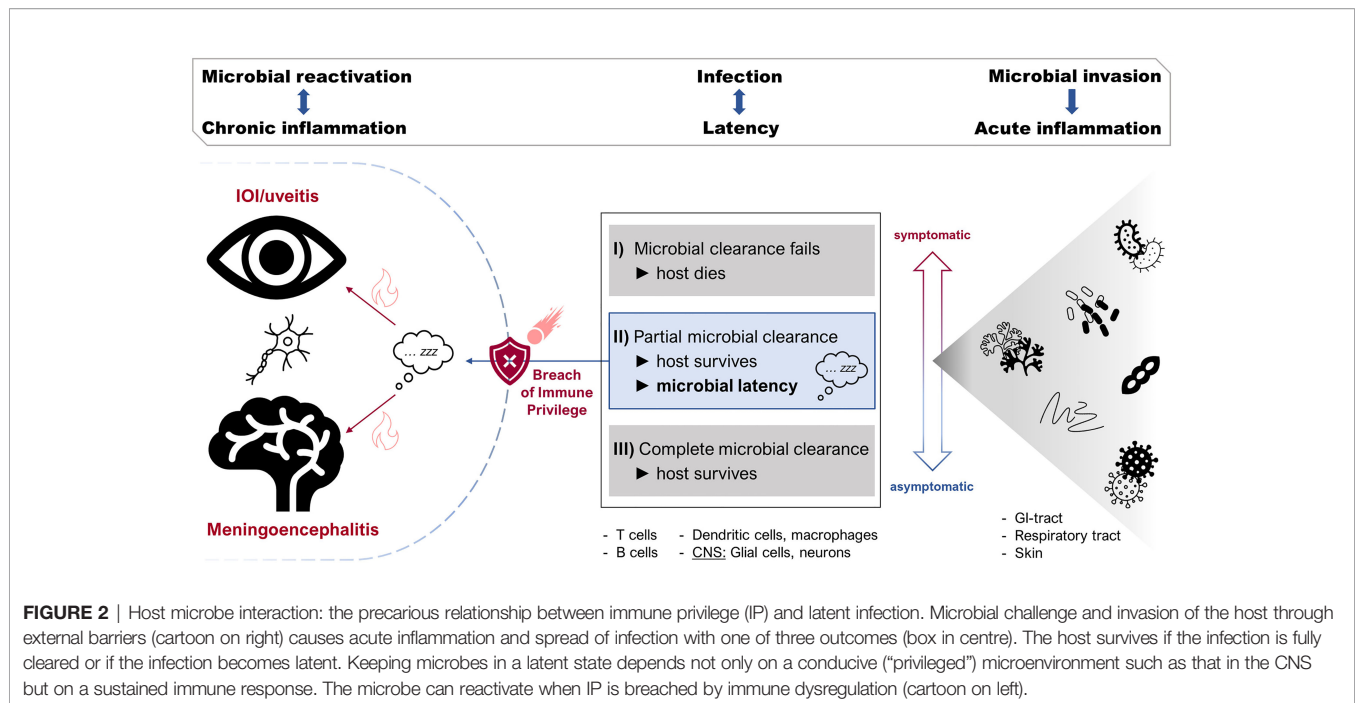 Microbial reactivation
Chronic inflammation
Infection
Latency
Microbial invasion
Acute inflammation
IOI/uveitis
... zzz
Meningoencephalitis
Breach
of Immune
Privilege
I) Microbial clearance fails
► host dies
II) Partial microbial clearance
► host survives
► microbial latency
... zzz
III) Complete microbial clearance
► host survives
- T cells - Dendritic cells, macrophages
- B cells - CNS: Glial cells, neurons
symptomatic
asymptomatic
- GI-tract
- Respiratory tract
- Skin
FIGURE 2 | Host microbe interaction: the precarious relationship between immune privilege (IP) and latent infection. Microbial challenge and invasion of the host through
external barriers (cartoon on right) causes acute inflammation and spread of infection with one of three outcomes (box in centre). The host survives if the infection is fully
cleared or if the infection becomes latent. Keeping microbes in a latent state depends not only on a conducive (“privileged”) microenvironment such as that in the CNS
but on a sustained immune response. The microbe can reactivate when IP is breached by immune dysregulation (cartoon on left).